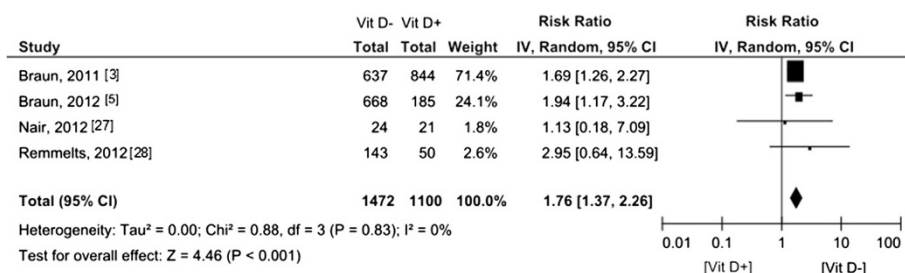 Vit D- Vit D+ Risk Ratio Risk Ratio
Study Total Total Weight IV, Random, 95% CI IV, Random, 95% CI
Braun, 2011 [3] 637 844 71.4% 1.69 [1.26, 2.27]
Braun, 2012 [5] 668 185 24.1% 1.94 [1.17, 3.22]
Nair, 2012 [27] 24 21 1.8% 1.13 [0.18, 7.09]
Remmelts, 2012 [28] 143 50 2.6% 2.95 [0.64, 13.59]
Total (95% CI) 1472 1100 100.0% 1.76 [1.37, 2.26]
Heterogeneity: Tau² = 0.00; Chi² = 0.88, df = 3 (P = 0.83); I² = 0%
Test for overall effect: Z = 4.46 (P < 0.001)
0.01 0.1 1 10 100
[Vit D+] [Vit D-]